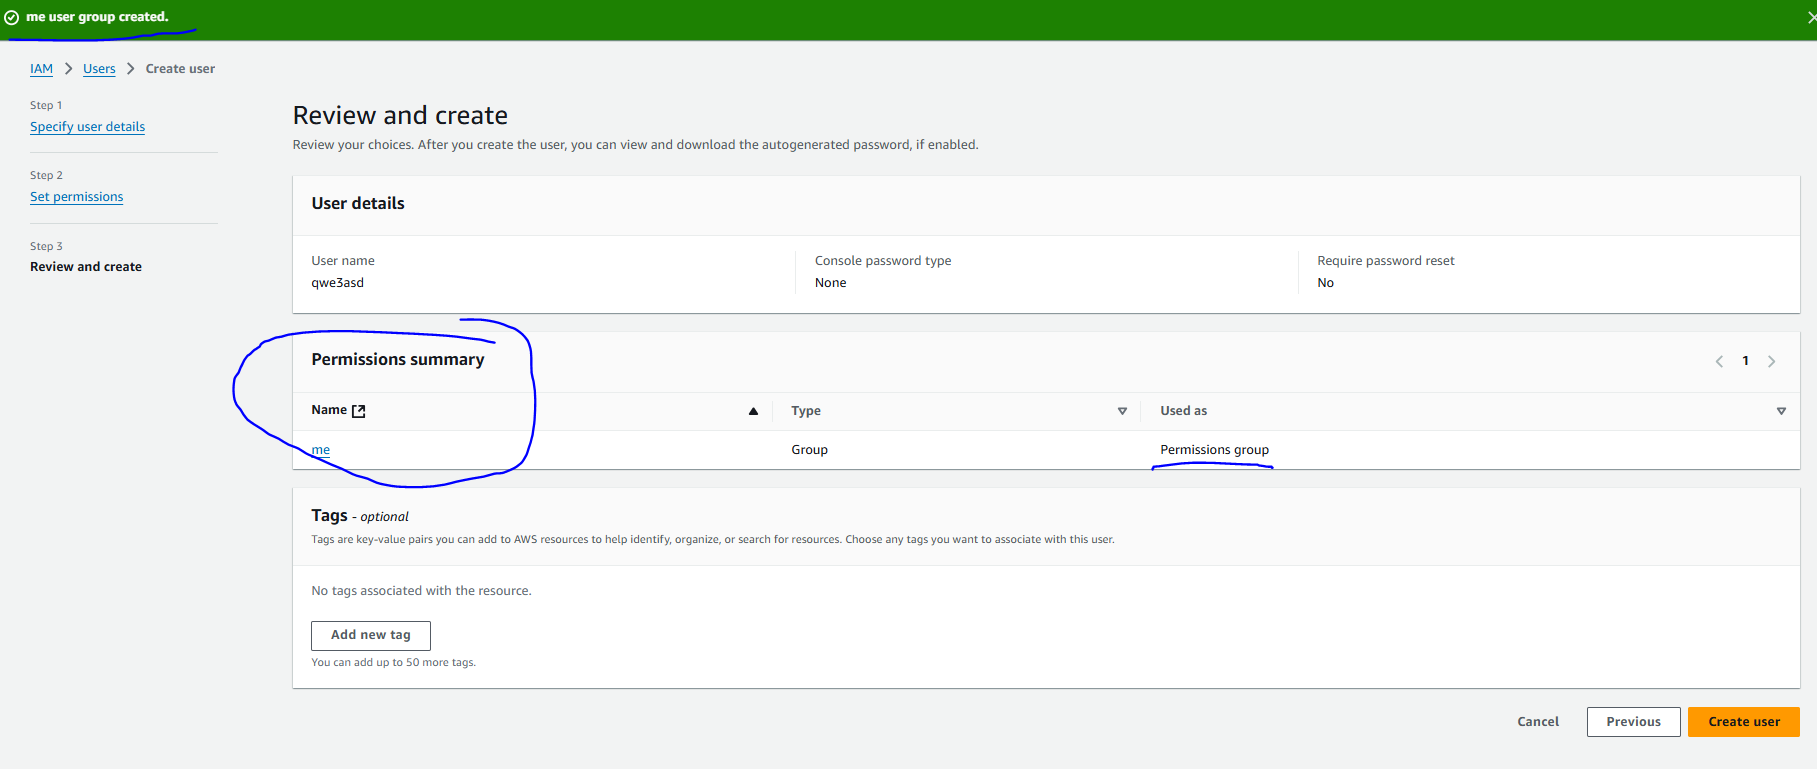 me user group created.
IAM > Users > Create user
Step 1
Specify user details
Step 2
Set permissions
Step 3
Review and create
Review and create
Review your choices. After you create the user, you can view and download the autogenerated password, if enabled.
User details
User name
qwe3asd
Console password type
None
Require password reset
No
Permissions summary
1
Name Type Used as
me Group Permissions group
Tags - optional
Tags are key-value pairs you can add to AWS resources to help identify, organize, or search for resources. Choose any tags you want to associate with this user.
No tags associated with the resource.
Add new tag
You can add up to 50 more tags.
Cancel Previous Create user